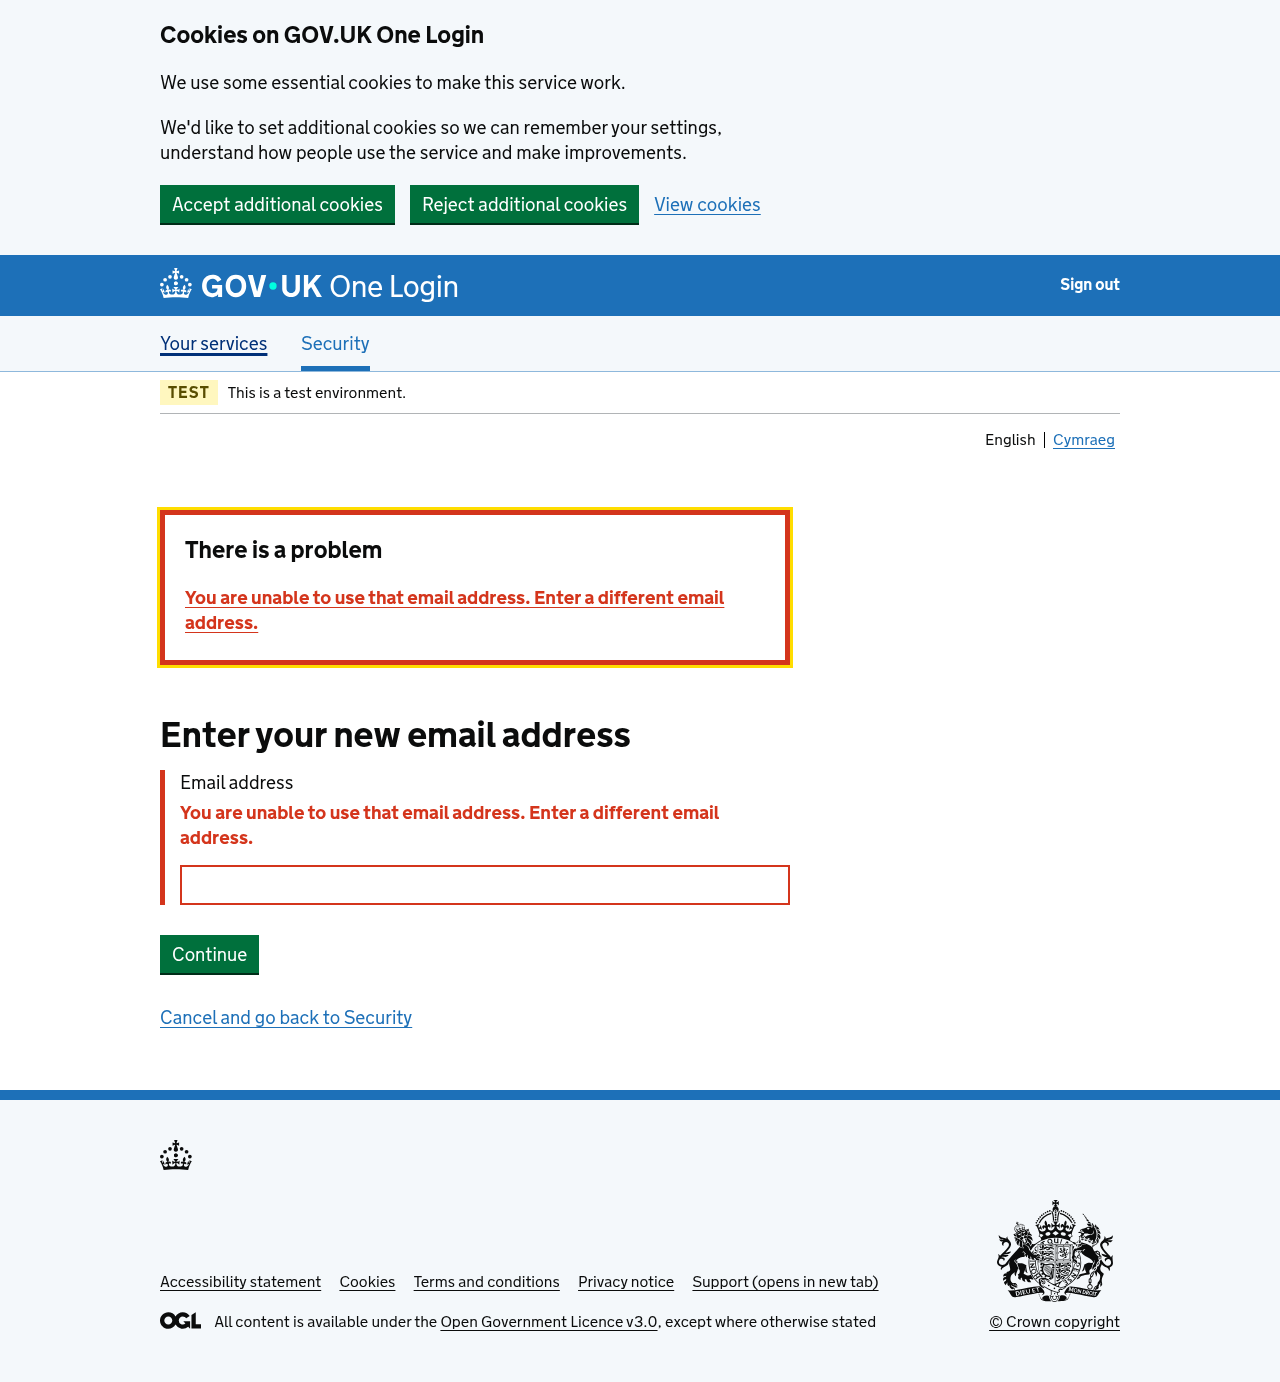 Cookies on GOV.UK One Login
We use some essential cookies to make this service work.
We'd like to set additional cookies so we can remember your settings,
understand how people use the service and make improvements.
Accept additional cookies Reject additional cookies View cookies
GOV·UK One Login Sign out
Your services Security
TEST This is a test environment.
English Cymraeg
There is a problem
You are unable to use that email address. Enter a different email
address.
Enter your new email address
Email address
You are unable to use that email address. Enter a different email
address.
Continue
Cancel and go back to Security
Accessibility statement Cookies Terms and conditions Privacy notice Support (opens in new tab)
DIEU ET MON DROIT
OGL All content is available under the Open Government Licence v3.0, except where otherwise stated © Crown copyright